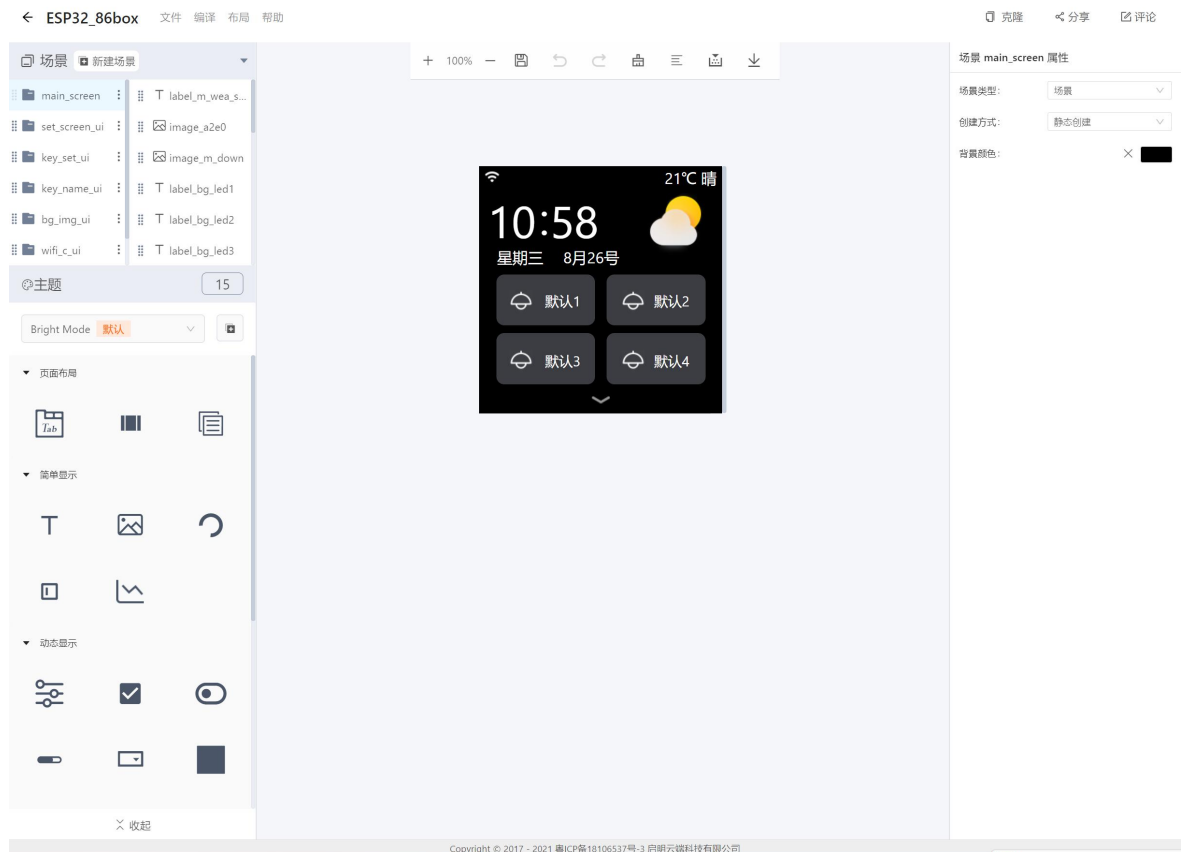 ESP32_86box 文件 编译 布局 帮助 克隆 分享 评论
场景 新建场景
main_screen
set_screen_ui
key_set_ui
key_name_ui
bg_img_ui
wifi_c_ui
label_m_wea_s...
image_a2e0
image_m_down
label_bg_led1
label_bg_led2
label_bg_led3
主题 15
Bright Mode 默认
页面布局
Tab
简单显示
动态显示
收起
100%
21℃ 晴
10:58
星期三 8月26号
默认1 默认2
默认3 默认4
场景 main_screen 属性
场景类型: 场景
创建方式: 静态创建
背景颜色:
Copyright © 2017 - 2021 粤ICP备18106537号-3 启明云端科技有限公司